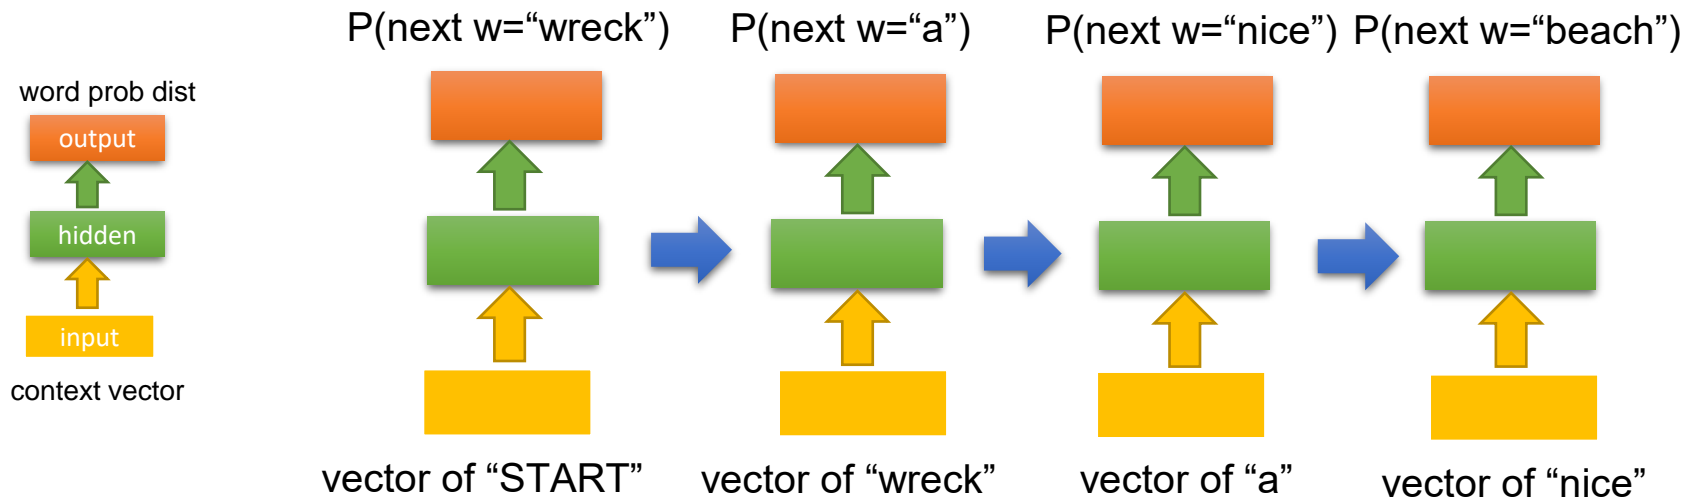 P(next w=“wreck”) P(next w=“a”) P(next w=“nice”) P(next w=“beach”)
word prob dist
output
hidden
input
context vector
vector of “START” vector of “wreck” vector of “a” vector of “nice”